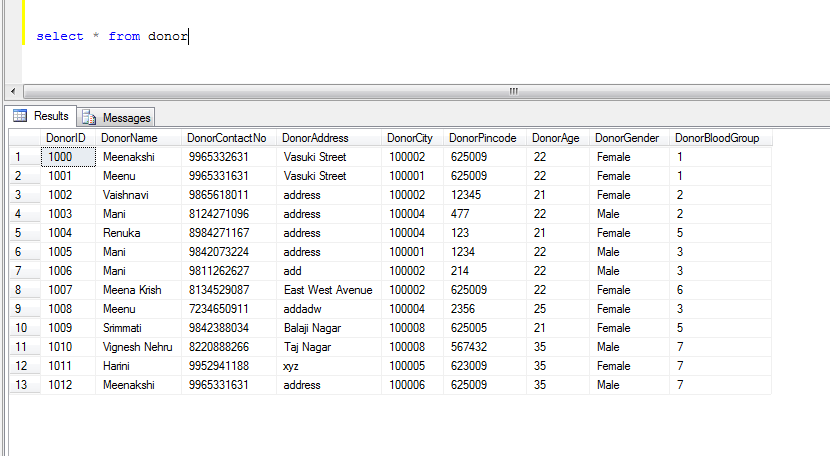 select * from donor
Results Messages
DonorID DonorName DonorContactNo DonorAddress DonorCity DonorPincode DonorAge DonorGender DonorBloodGroup
1 1000 Meenakshi 9965332631 Vasuki Street 100002 625009 22 Female 1
2 1001 Meenu 9965331631 Vasuki Street 100001 625009 22 Female 1
3 1002 Vaishnavi 9865618011 address 100002 12345 21 Female 2
4 1003 Mani 8124271096 address 100004 477 22 Male 2
5 1004 Renuka 8984271167 address 100004 123 21 Female 5
6 1005 Mani 9842073224 address 100001 1234 22 Male 3
7 1006 Mani 9811262627 add 100002 214 22 Male 3
8 1007 Meena Krish 8134529087 East West Avenue 100002 625009 22 Female 6
9 1008 Meenu 7234650911 addadw 100004 2356 25 Female 3
10 1009 Srimmati 9842388034 Balaji Nagar 100008 625005 21 Female 5
11 1010 Vignesh Nehru 8220888266 Taj Nagar 100008 567432 35 Male 7
12 1011 Harini 9952941188 xyz 100005 623009 35 Female 7
13 1012 Meenakshi 9965331631 address 100006 625009 35 Male 7